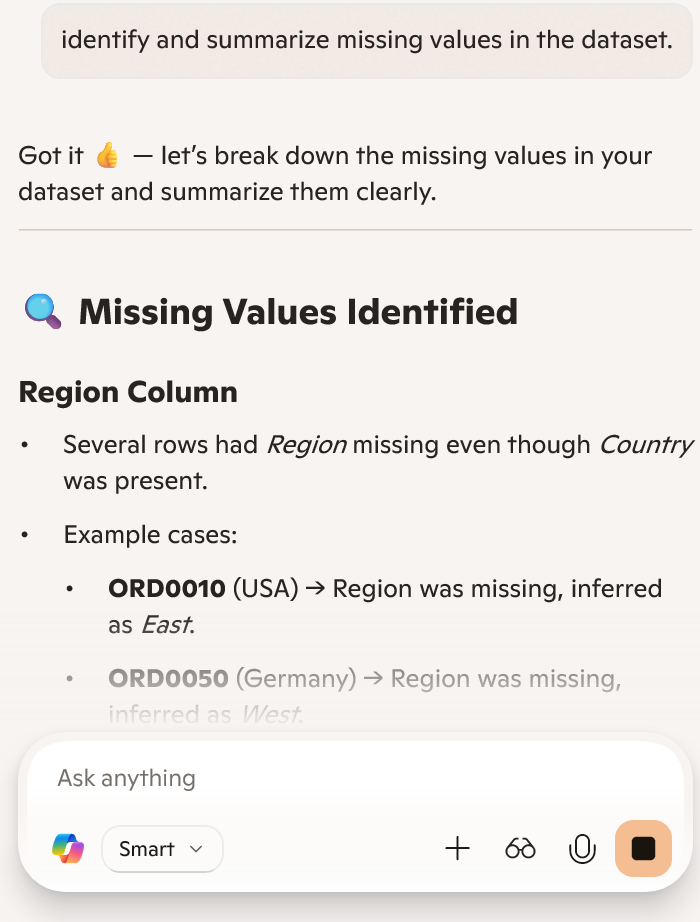 identify and summarize missing values in the dataset.
Got it 👍 — let's break down the missing values in your
dataset and summarize them clearly.
🔍 Missing Values Identified
Region Column
• Several rows had Region missing even though Country
was present.
• Example cases:
• ORD0010 (USA) → Region was missing, inferred
as East.
• ORD0050 (Germany) → Region was missing,
inferred as West.
Ask anything
Smart